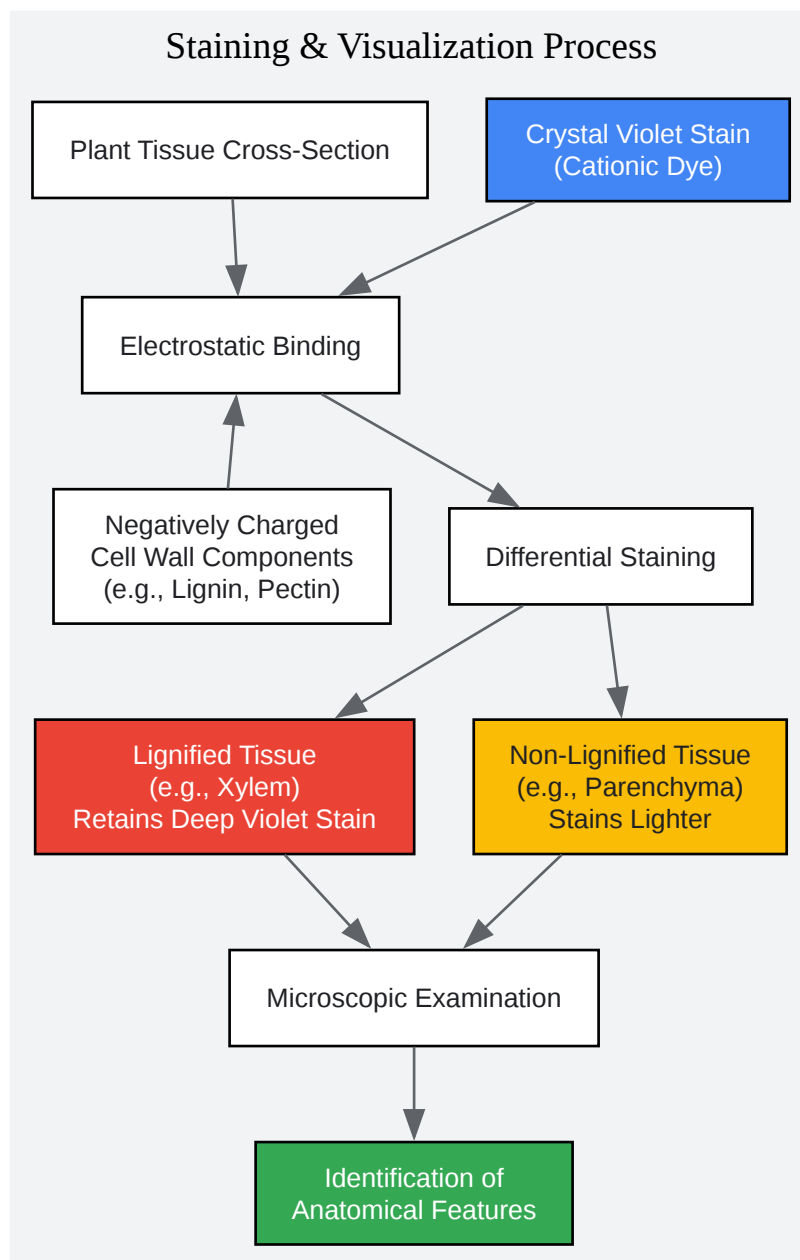 Staining & Visualization Process
Plant Tissue Cross-Section
Crystal Violet Stain
(Cationic Dye)
Electrostatic Binding
Negatively Charged
Cell Wall Components
(e.g., Lignin, Pectin)
Differential Staining
Lignified Tissue
(e.g., Xylem)
Retains Deep Violet Stain
Non-Lignified Tissue
(e.g., Parenchyma)
Stains Lighter
Microscopic Examination
Identification of
Anatomical Features